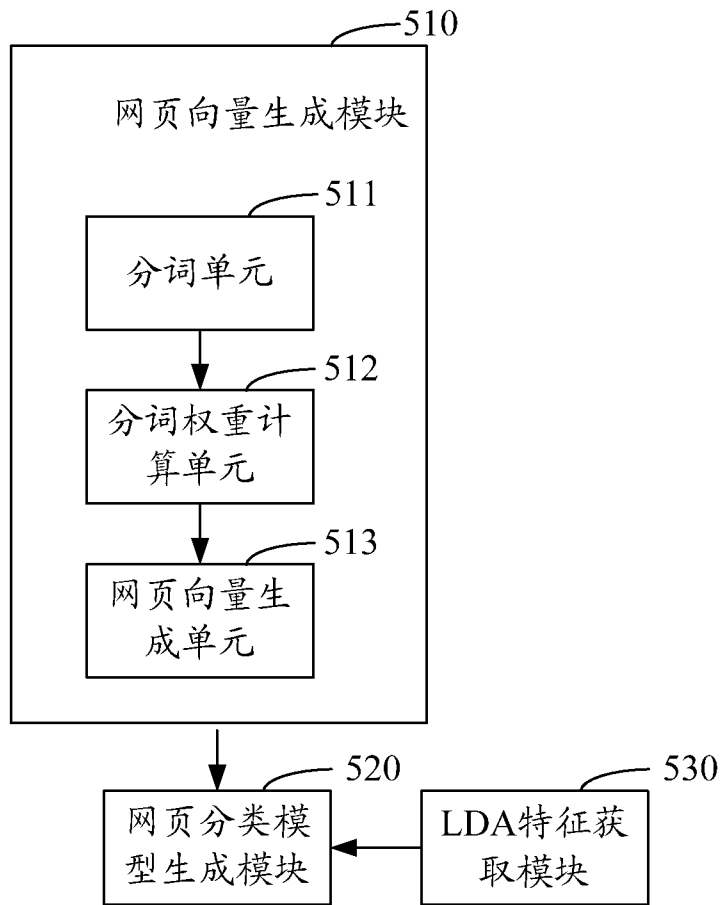 510
网页向量生成模块
511
分词单元
512
分词权重计
算单元
513
网页向量生
成单元
520
网页分类模
型生成模块
530
LDA特征获
取模块